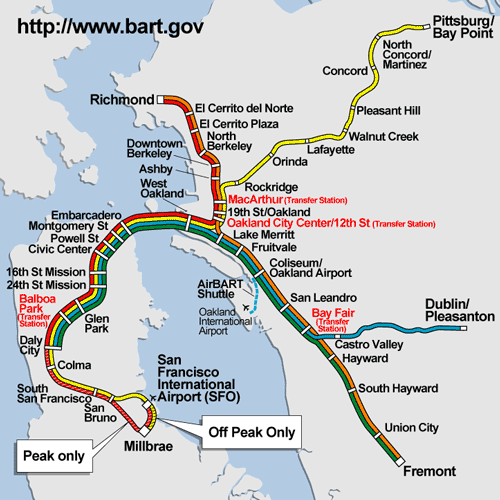 http://www.bart.gov
Pittsburg/
Bay Point
North
Concord/
Martinez
Concord
Pleasant Hill
Walnut Creek
Lafayette
Orinda
Rockridge
Richmond
El Cerrito del Norte
El Cerrito Plaza
North
Berkeley
Downtown
Berkeley
Ashby
West
Oakland
MacArthur (Transfer Station)
19th St/Oakland
Oakland City Center/12th St (Transfer Station)
Lake Merritt
Fruitvale
Coliseum/
Oakland Airport
AirBART
Shuttle
Oakland
International
Airport
San Leandro
Bay Fair
(Transfer
Station)
Dublin/
Pleasanton
Castro Valley
Hayward
South Hayward
Union City
Fremont
Embarcadero
Montgomery St
Powell St
Civic Center
16th St Mission
24th St Mission
Balboa
Park
(Transfer
Station)
Glen
Park
Daly
City
Colma
South
San Francisco
San
Bruno
San
Francisco
International
Airport (SFO)
Millbrae
Peak only
Off Peak Only